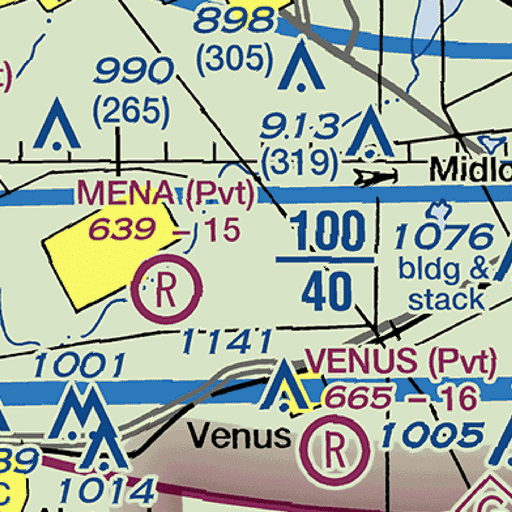 898
(305)
t)
990
(265)
913
(319)
Midlo
MENA (Pvt)
639 - 15
R
100
40
1076
bldg &
stack
1141
1001
VENUS (Pvt)
665 - 16
Venus
R
1005
89
C
1014
C